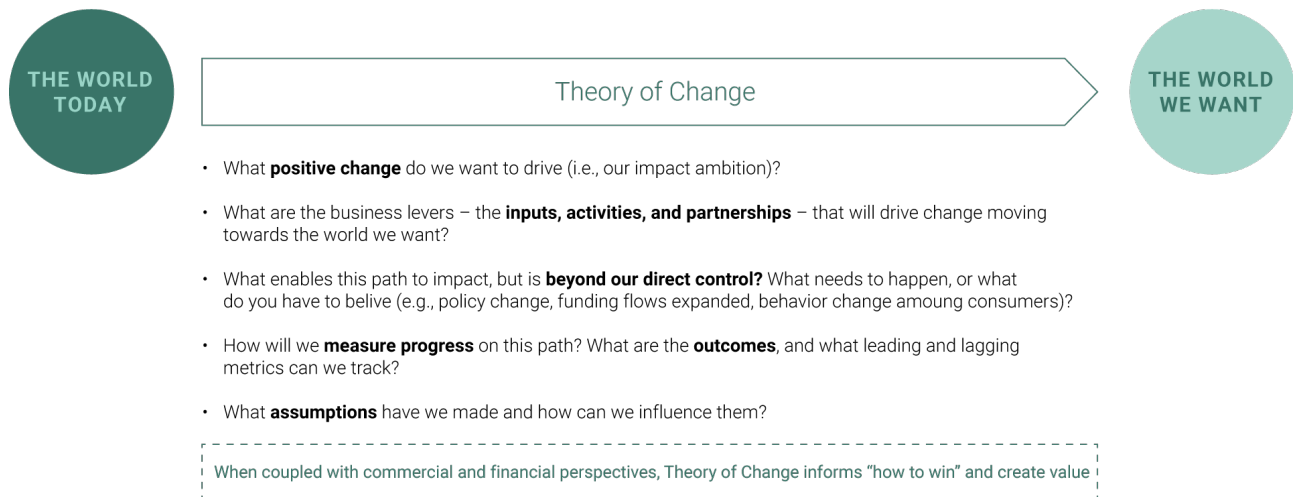 THE WORLD
TODAY
Theory of Change
THE WORLD
WE WANT
• What positive change do we want to drive (i.e., our impact ambition)?
• What are the business levers – the inputs, activities, and partnerships – that will drive change moving
towards the world we want?
• What enables this path to impact, but is beyond our direct control? What needs to happen, or what
do you have to belive (e.g., policy change, funding flows expanded, behavior change amoung consumers)?
• How will we measure progress on this path? What are the outcomes, and what leading and lagging
metrics can we track?
• What assumptions have we made and how can we influence them?
When coupled with commercial and financial perspectives, Theory of Change informs “how to win” and create value